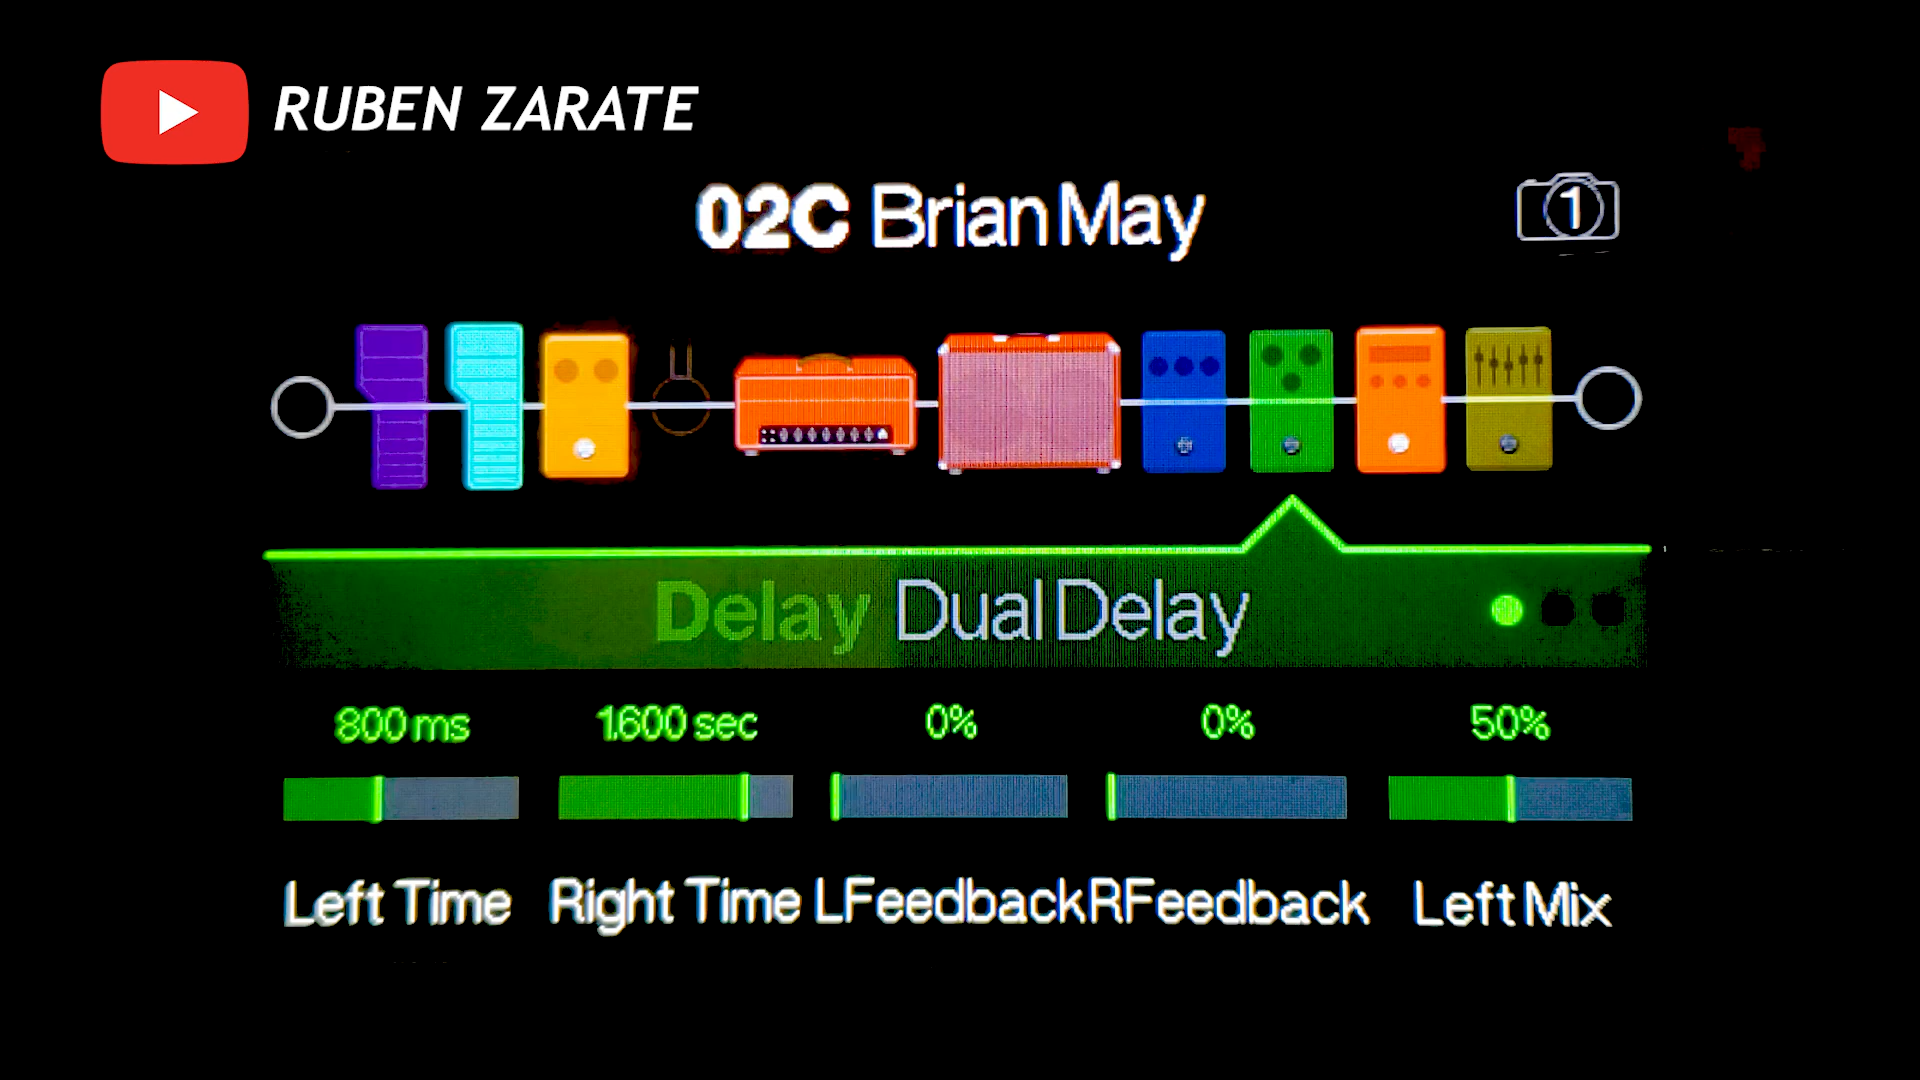 RUBEN ZARATE
02C Brian May
1
Delay Dual Delay
800 ms 1.600 sec 0% 0% 50%
Left Time Right Time LFeedback RFeedback Left Mix